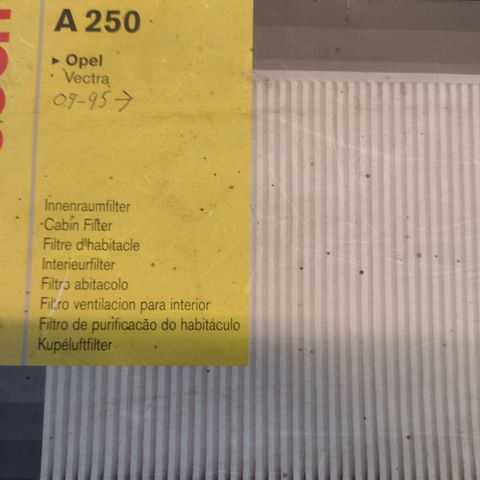 A 250
▸ Opel
Vectra
09-95 →
Innenraumfilter
Cabin Filter
Filtre d'habitacle
Interieurfilter
Filtro abitacolo
Filtro ventilacion para interior
Filtro de purificacão do habitáculo
Kupéluftfilter